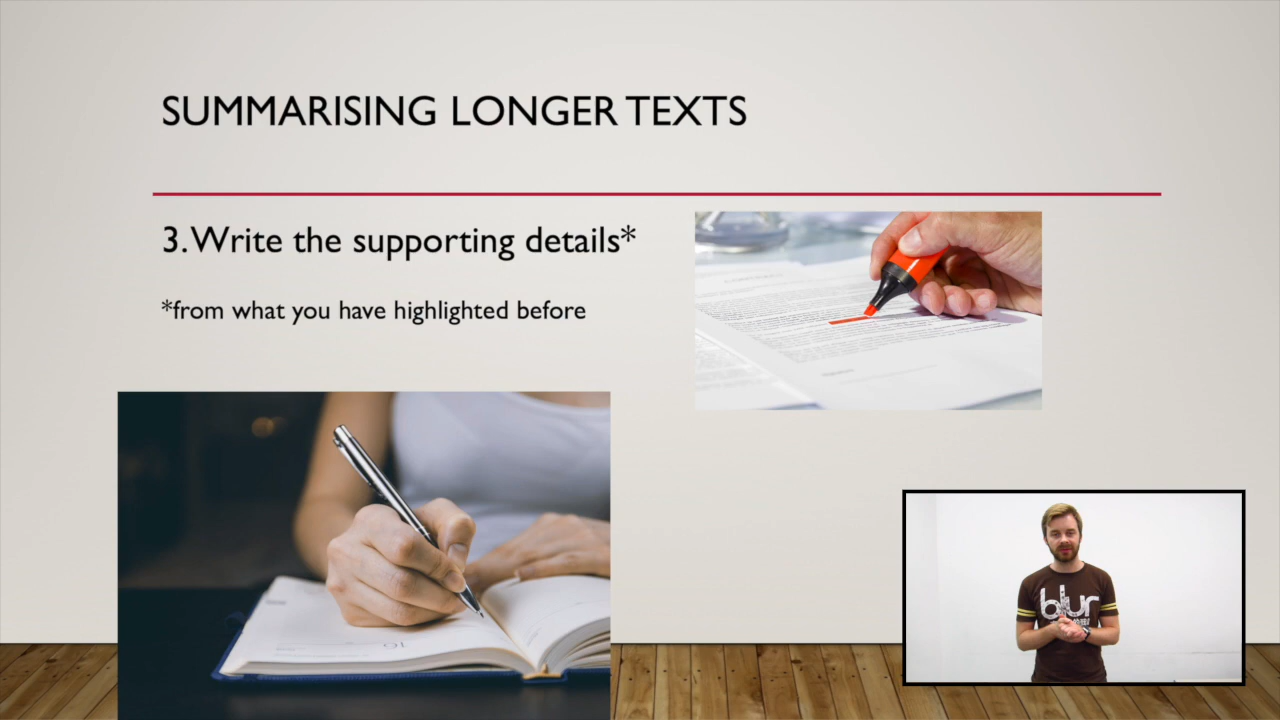 SUMMARISING LONGER TEXTS
3. Write the supporting details*
*from what you have highlighted before
blur